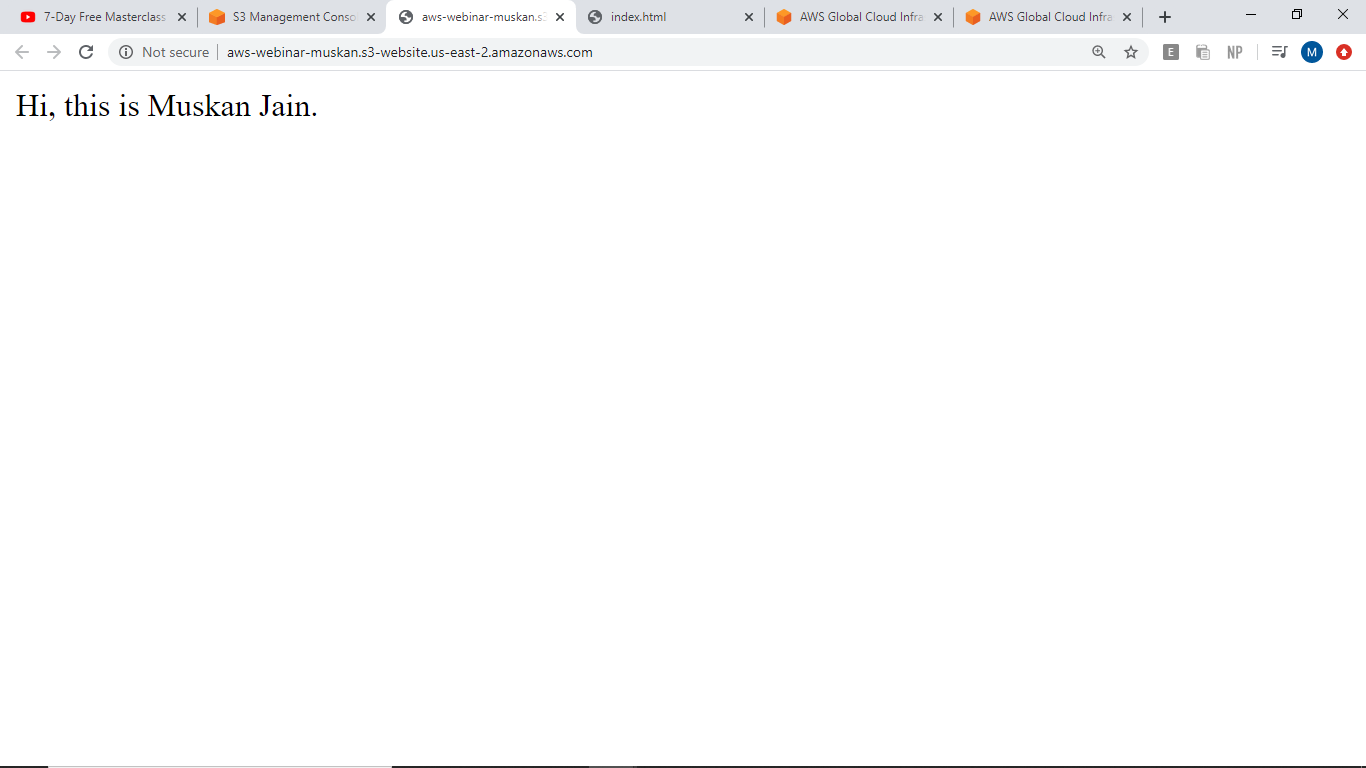 7-Day Free Masterclass
S3 Management Conso
aws-webinar-muskan.s3
index.html
AWS Global Cloud Infra
AWS Global Cloud Infra
Not secure
aws-webinar-muskan.s3-website.us-east-2.amazonaws.com
E
NP
M
Hi, this is Muskan Jain.